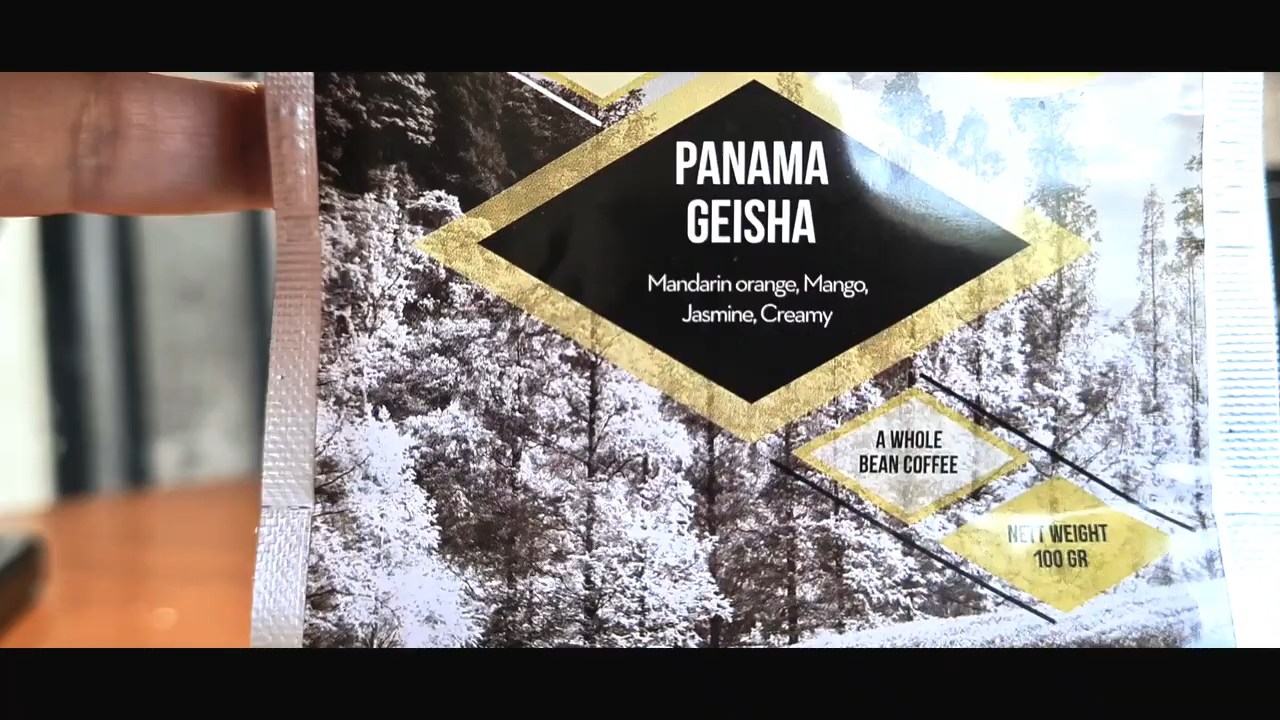 PANAMA
GEISHA
Mandarin orange, Mango,
Jasmine, Creamy
A WHOLE
BEAN COFFEE
NETT WEIGHT
100 GR